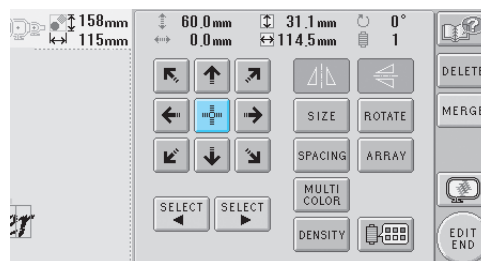 158mm 60.0mm 31.1mm 0°
115mm 0.0mm 114.5mm 1
DELETE
SIZE ROTATE MERGE
SPACING ARRAY
SELECT SELECT
MULTI
COLOR
DENSITY
EDIT
END